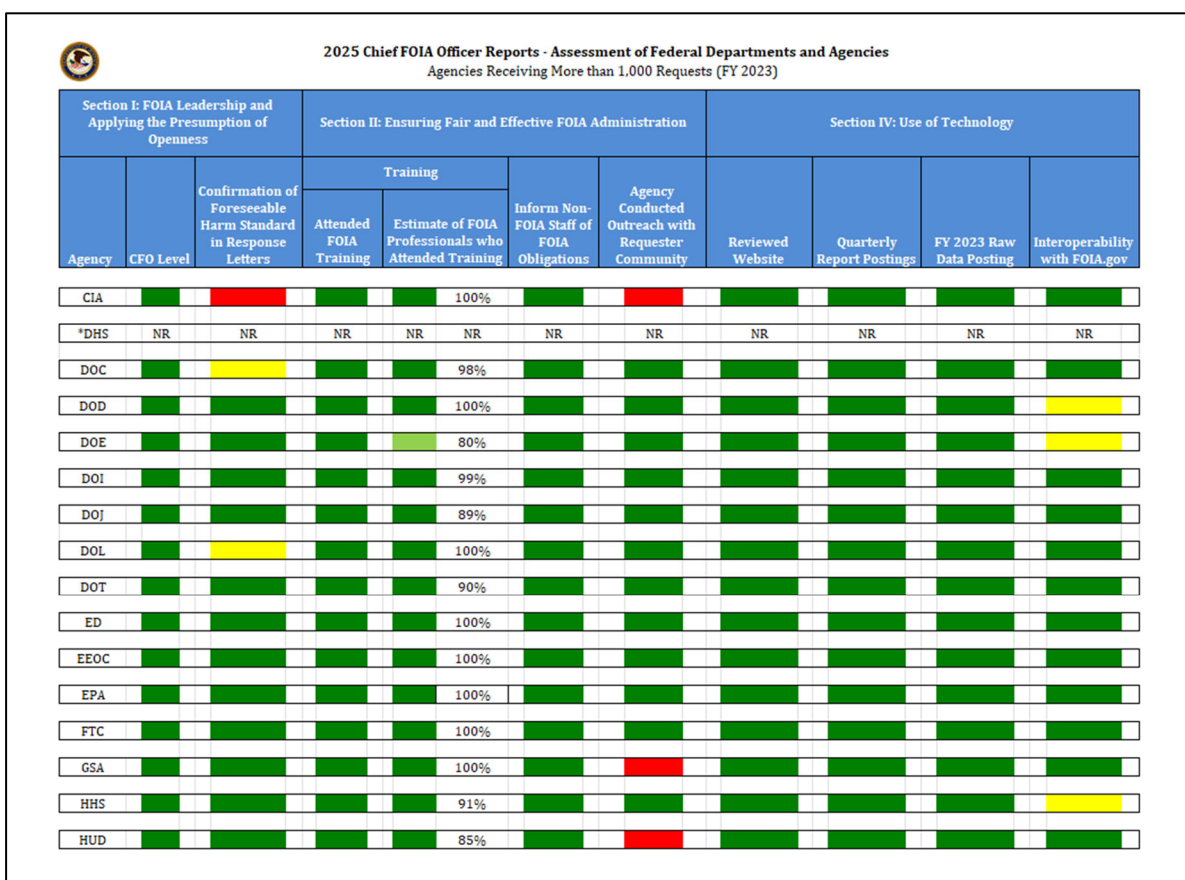 2025 Chief FOIA Officer Reports - Assessment of Federal Departments and Agencies
Agencies Receiving More than 1,000 Requests (FY 2023)
Section I: FOIA Leadership and
Applying the Presumption of
Openness
Section II: Ensuring Fair and Effective FOIA Administration
Section IV: Use of Technology
Agency
CFO Level
Confirmation of
Foreseeable
Harm Standard
in Response
Letters
Training
Attended
FOIA
Training
Estimate of FOIA
Professionals who
Attended Training
Inform Non-
FOIA Staff of
FOIA
Obligations
Agency
Conducted
Outreach with
Requester
Community
Reviewed
Website
Quarterly
Report Postings
FY 2023 Raw
Data Posting
Interoperability
with FOIA.gov
CIA 100%
*DHS NR NR NR NR NR NR NR NR NR NR NR
DOC 98%
DOD 100%
DOE 80%
DOI 99%
DOJ 89%
DOL 100%
DOT 90%
ED 100%
EEOC 100%
EPA 100%
FTC 100%
GSA 100%
HHS 91%
HUD 85%